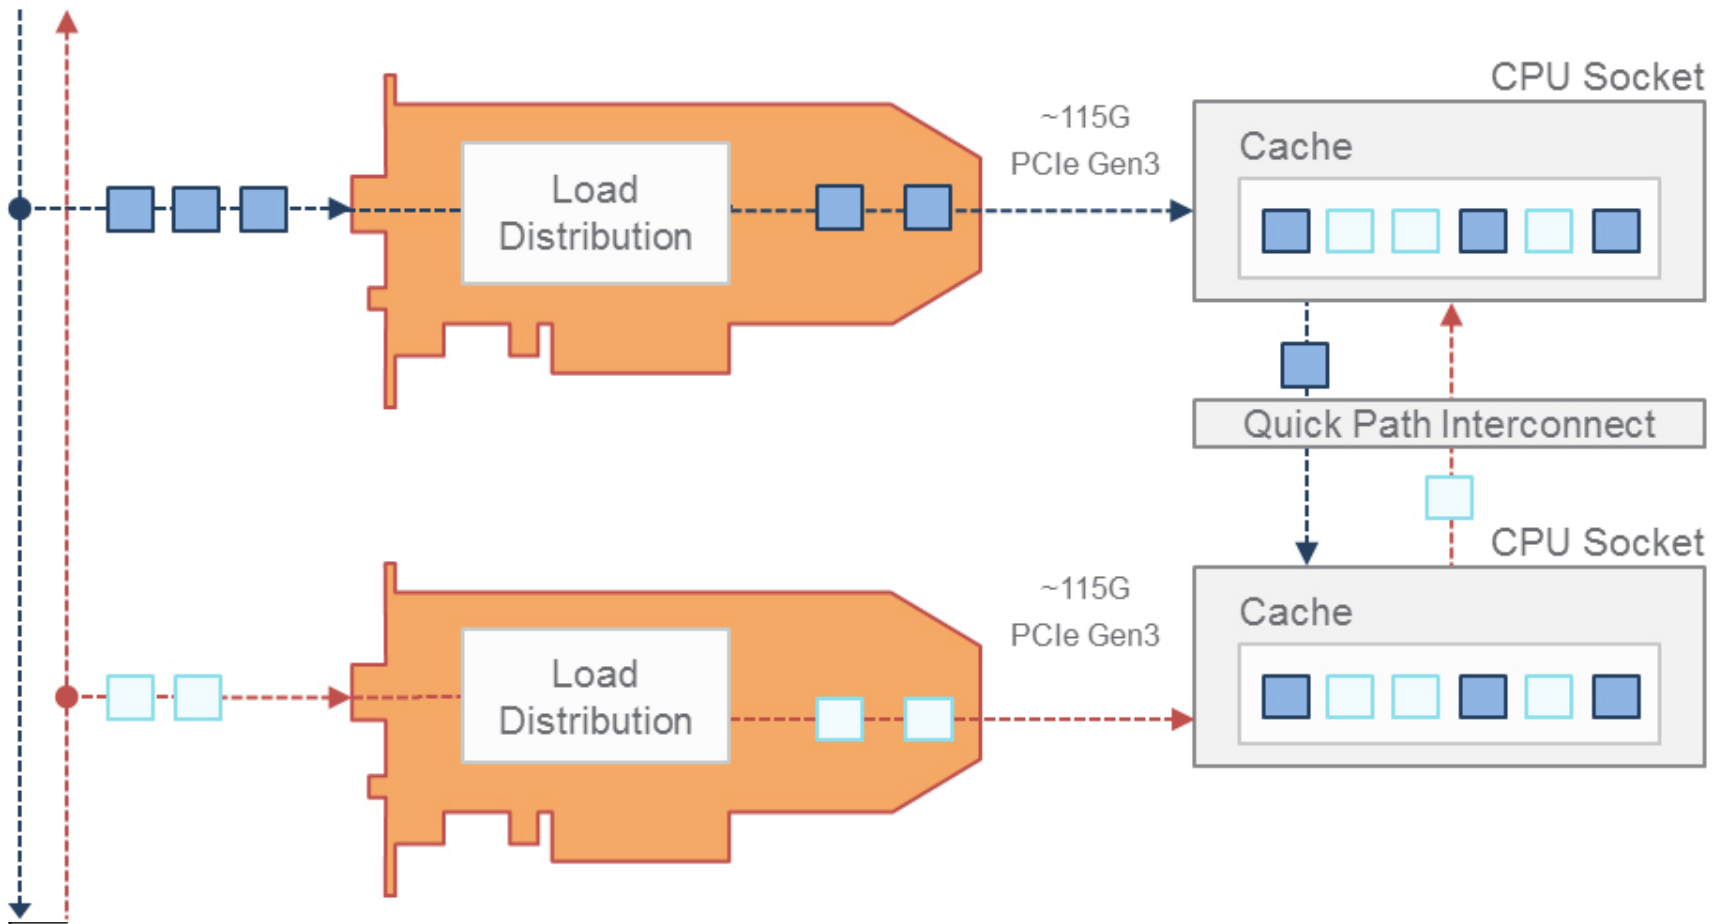 CPU Socket
~115G
PCIe Gen3
Cache
Load
Distribution
Quick Path Interconnect
CPU Socket
~115G
PCIe Gen3
Cache
Load
Distribution